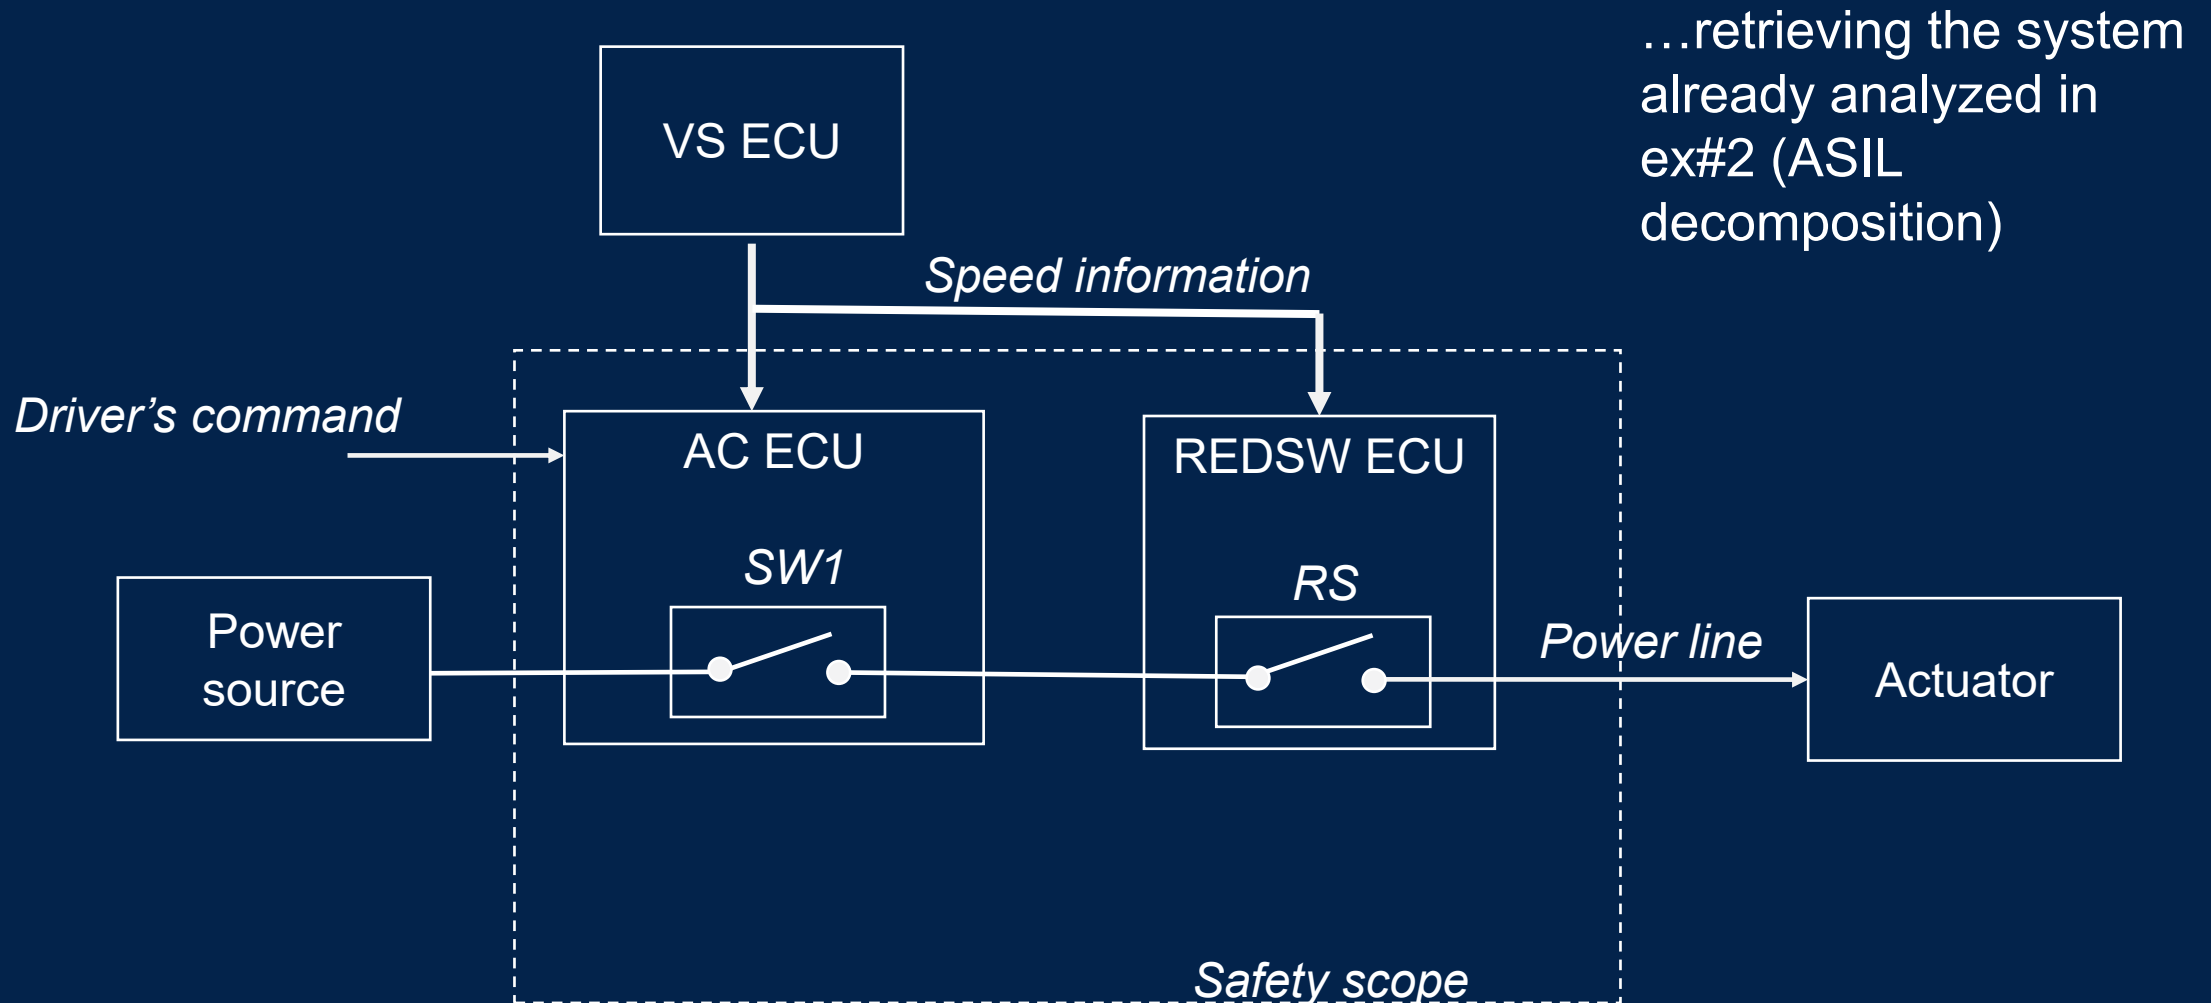 …retrieving the system
already analyzed in
ex#2 (ASIL
decomposition)
VS ECU
Speed information
Driver’s command
AC ECU
REDSW ECU
SW1
RS
Power
source
Power line
Actuator
Safety scope